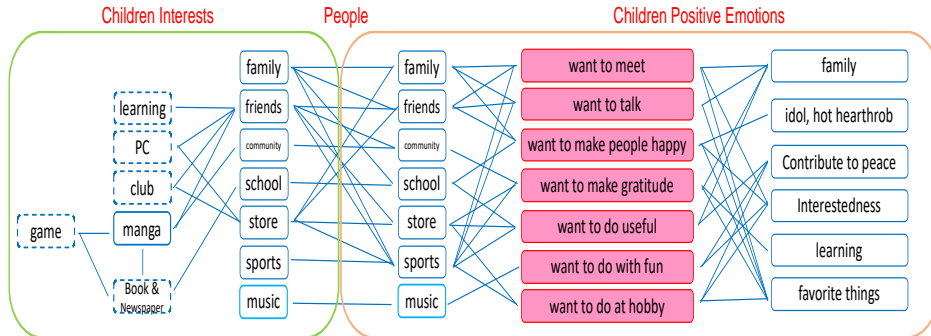 Children Interests
People
Children Positive Emotions
game
learning
PC
club
manga
Book &
Newspaper
family
friends
community
school
store
sports
music
family
friends
community
school
store
sports
music
want to meet
want to talk
want to make people happy
want to make gratitude
want to do useful
want to do with fun
want to do at hobby
family
idol, hot hearthrob
Contribute to peace
Interestedness
learning
favorite things